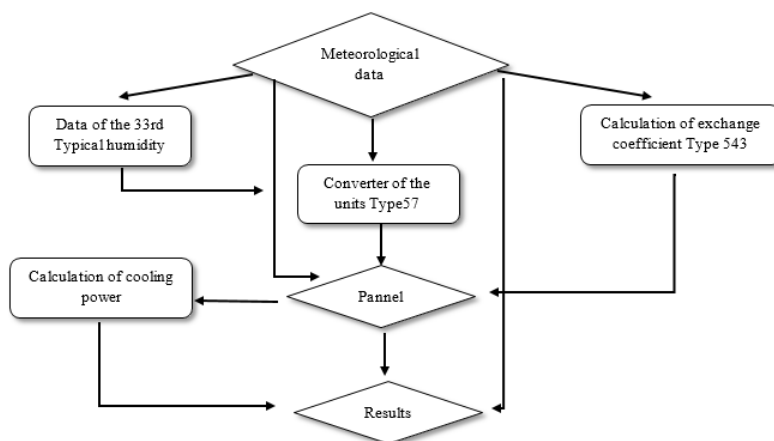 Meteorological
data
Data of the 33rd
Typical humidity
Calculation of exchange
coefficient Type 543
Converter of the
units Type57
Calculation of cooling
power
Pannel
Results